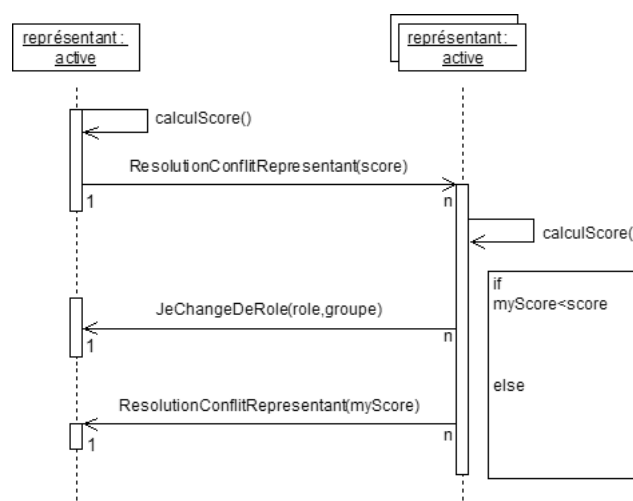 représentant :
active
représentant :
active
calculScore()
ResolutionConflitRepresentant(score)
1
n
calculScore(
if
myScore<score
JeChangeDeRole(role,groupe)
1
n
else
ResolutionConflitRepresentant(myScore)
1
n